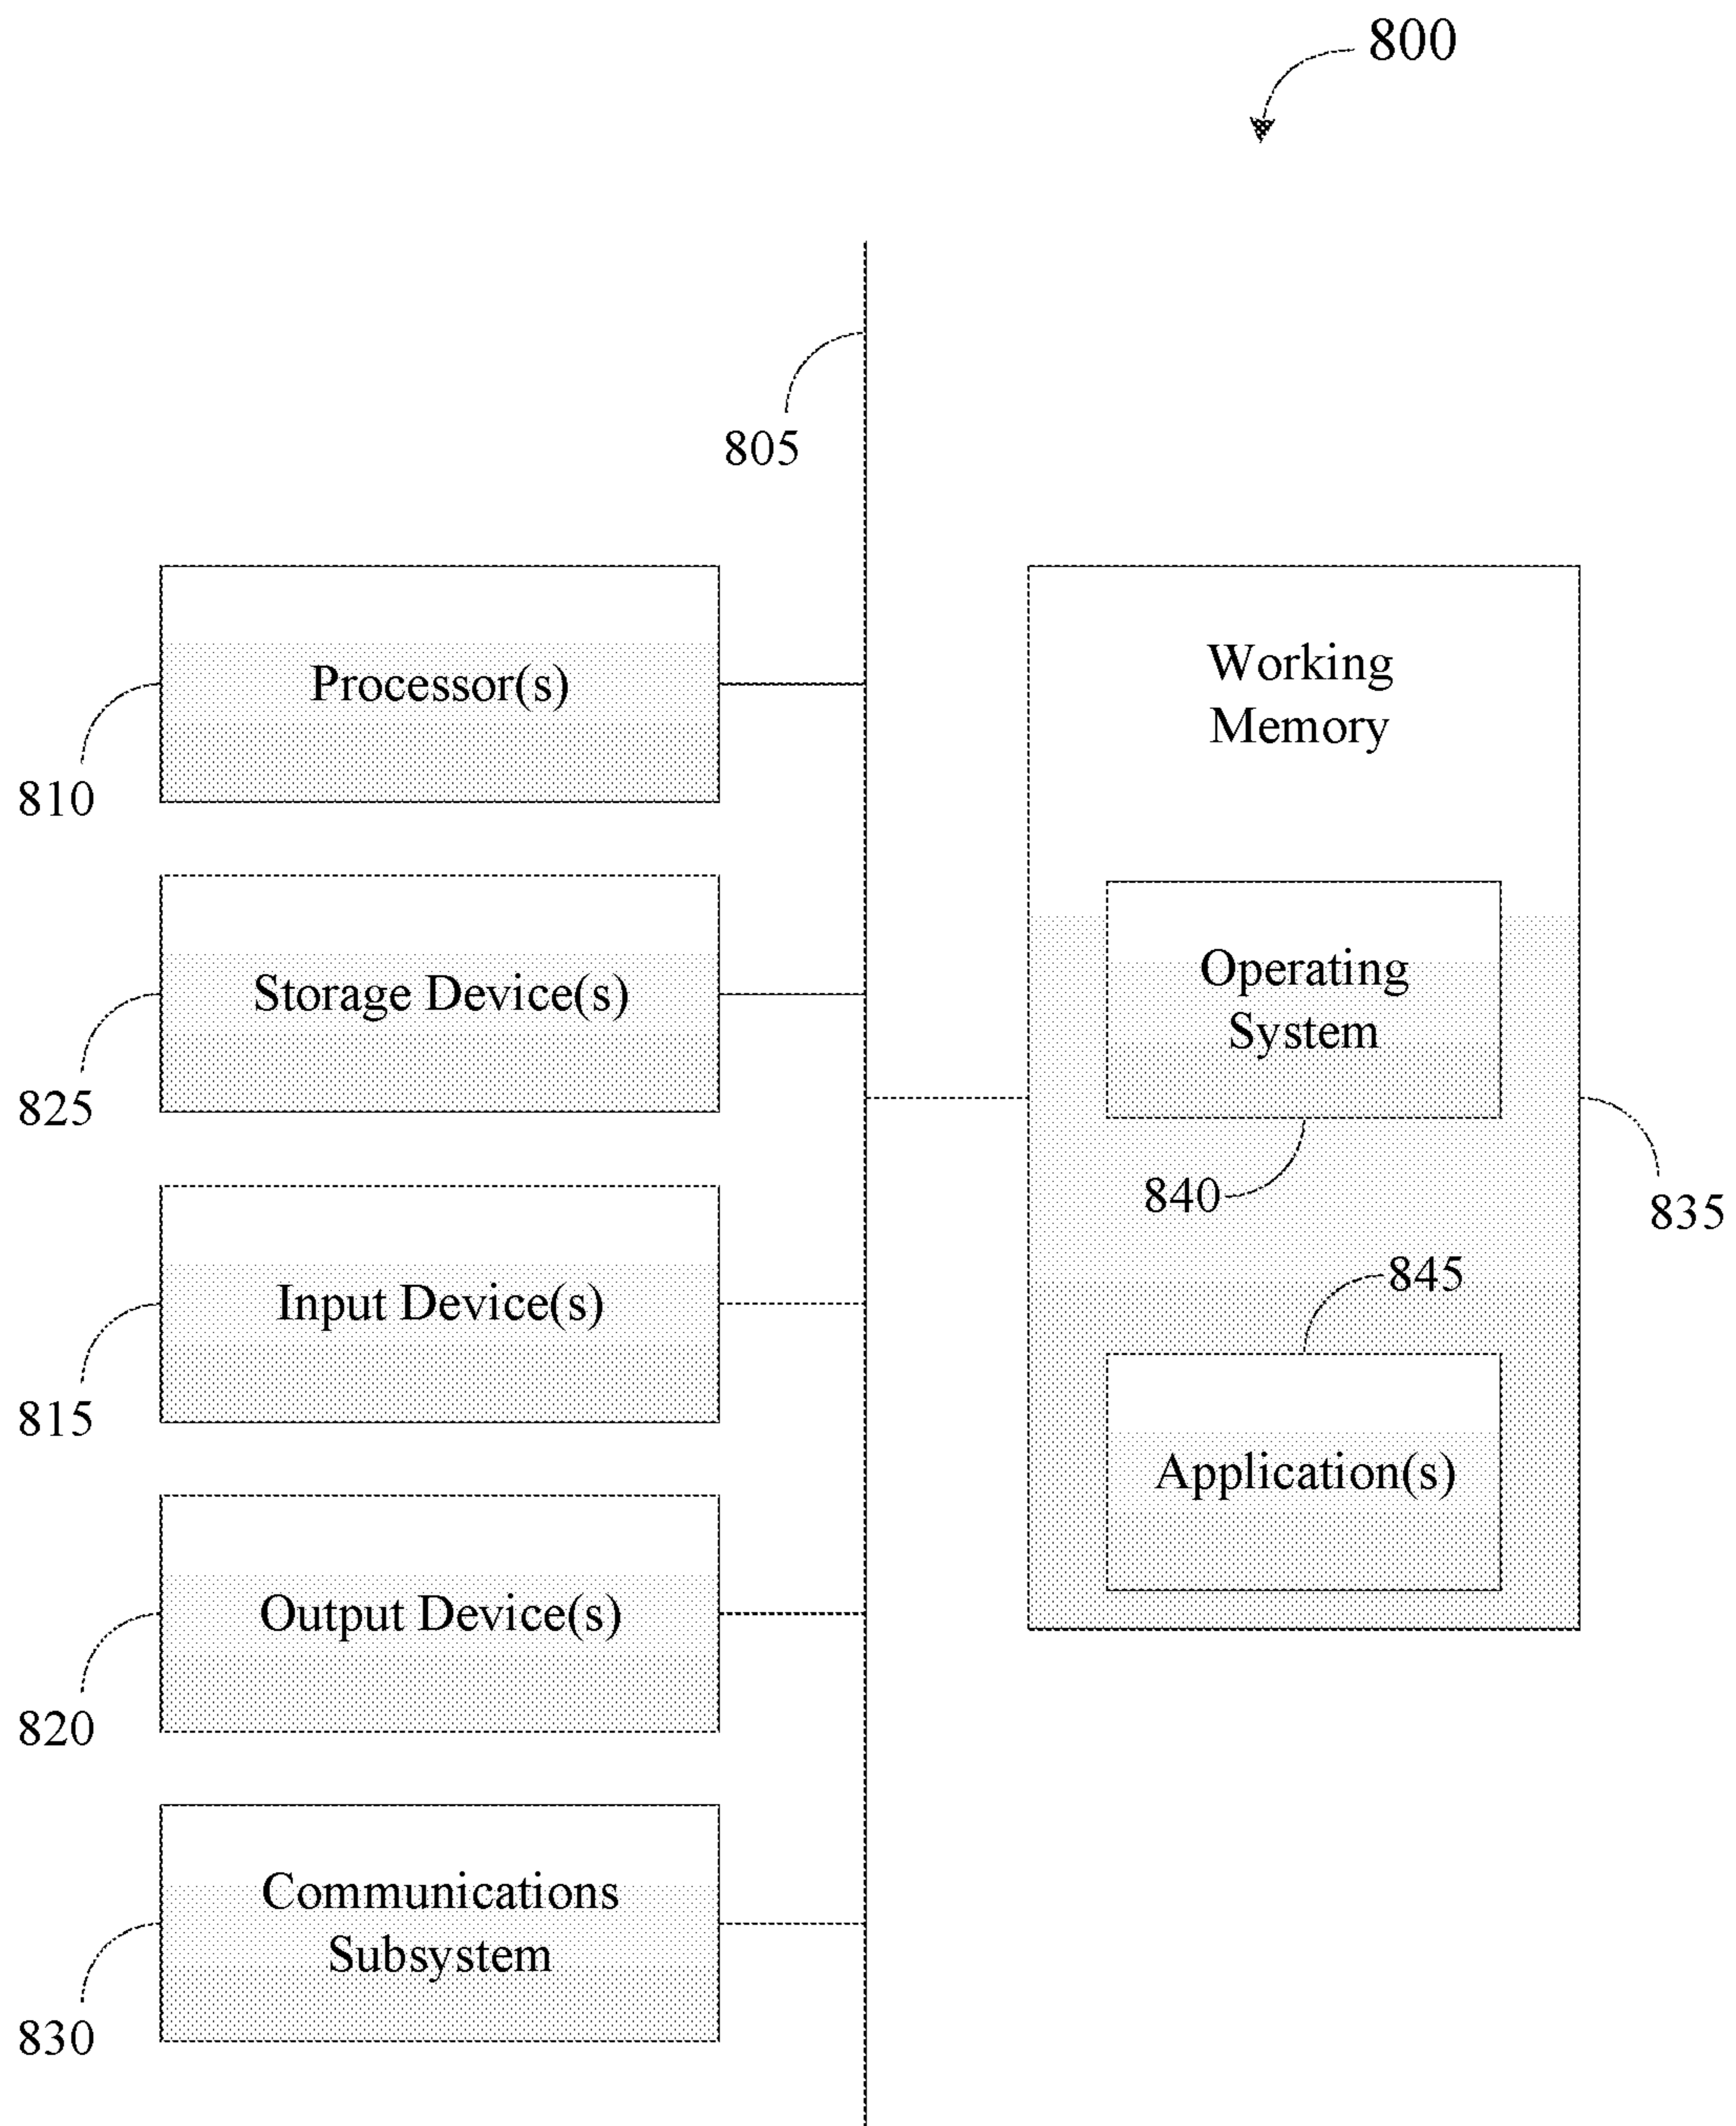 800
805
Processor(s)
810
Storage Device(s)
825
Input Device(s)
815
Output Device(s)
820
Communications
Subsystem
830
Working
Memory
Operating
System
840
835
845
Application(s)